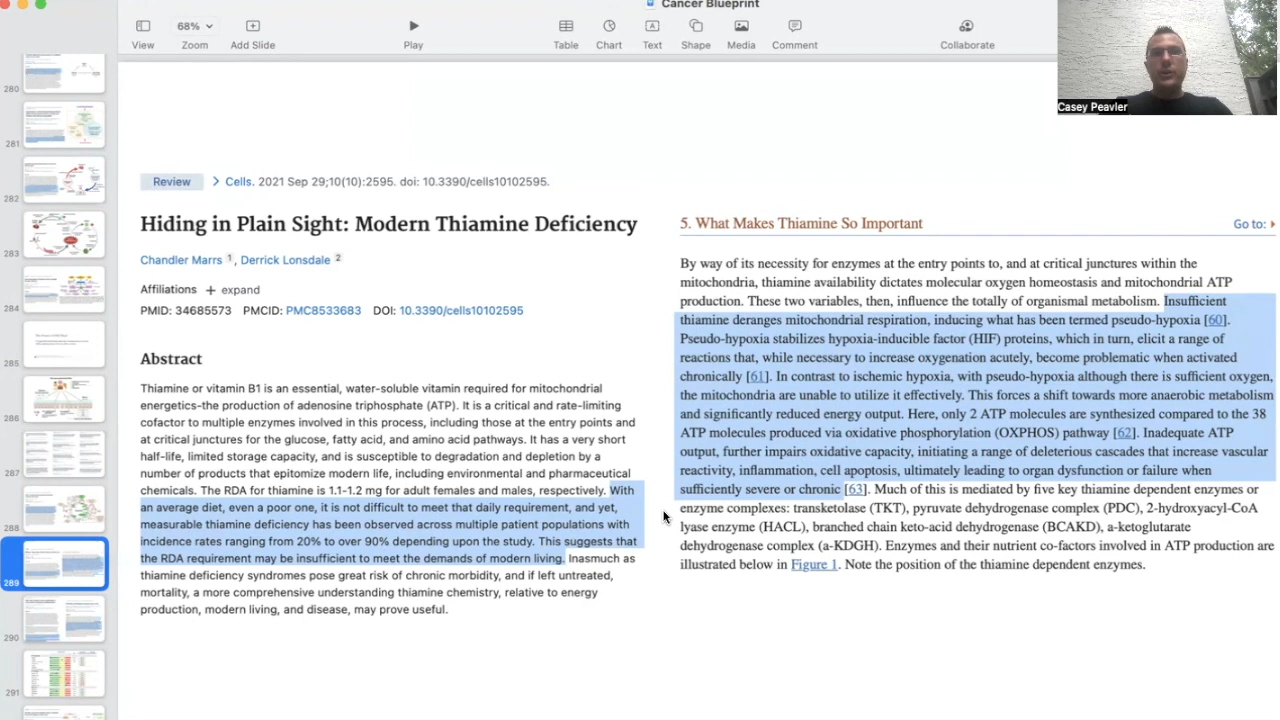 Cancer Blueprint
68%
View
Zoom
Add Slide
Play
Table
Chart
Text
Shape
Media
Comment
Collaborate
Casey Peavler
280
281
282
283
284
285
286
287
288
289
290
291
Review > Cells. 2021 Sep 29;10(10):2595. doi: 10.3390/cells10102595.
Hiding in Plain Sight: Modern Thiamine Deficiency
Chandler Marrs 1, Derrick Lonsdale 2
Affiliations + expand
PMID: 34685573 PMCID: PMC8533683 DOI: 10.3390/cells10102595
Abstract
Thiamine or vitamin B1 is an essential, water-soluble vitamin required for mitochondrial
energetics-the production of adenosine triphosphate (ATP). It is a critical and rate-limiting
cofactor to multiple enzymes involved in this process, including those at the entry points and
at critical junctures for the glucose, fatty acid, and amino acid pathways. It has a very short
half-life, limited storage capacity, and is susceptible to degradation and depletion by a
number of products that epitomize modern life, including environmental and pharmaceutical
chemicals. The RDA for thiamine is 1.1-1.2 mg for adult females and males, respectively. With
an average diet, even a poor one, it is not difficult to meet that daily requirement, and yet,
measurable thiamine deficiency has been observed across multiple patient populations with
incidence rates ranging from 20% to over 90% depending upon the study. This suggests that
the RDA requirement may be insufficient to meet the demands of modern living. Inasmuch as
thiamine deficiency syndromes pose great risk of chronic morbidity, and if left untreated,
mortality, a more comprehensive understanding thiamine chemistry, relative to energy
production, modern living, and disease, may prove useful.
5. What Makes Thiamine So Important
Go to:
By way of its necessity for enzymes at the entry points to, and at critical junctures within the
mitochondria, thiamine availability dictates molecular oxygen homeostasis and mitochondrial ATP
production. These two variables, then, influence the totally of organismal metabolism. Insufficient
thiamine deranges mitochondrial respiration, inducing what has been termed pseudo-hypoxia [60].
Pseudo-hypoxia stabilizes hypoxia-inducible factor (HIF) proteins, which in turn, elicit a range of
reactions that, while necessary to increase oxygenation acutely, become problematic when activated
chronically [61]. In contrast to ischemic hypoxia, with pseudo-hypoxia although there is sufficient oxygen,
the mitochondria are unable to utilize it effectively. This forces a shift towards more anaerobic metabolism
and significantly reduced energy output. Here, only 2 ATP molecules are synthesized compared to the 38
ATP molecules produced via oxidative phosphorylation (OXPHOS) pathway [62]. Inadequate ATP
output, further impairs oxidative capacity, initiating a range of deleterious cascades that increase vascular
reactivity, inflammation, cell apoptosis, ultimately leading to organ dysfunction or failure when
sufficiently severe or chronic [63]. Much of this is mediated by five key thiamine dependent enzymes or
enzyme complexes: transketolase (TKT), pyruvate dehydrogenase complex (PDC), 2-hydroxyacyl-CoA
lyase enzyme (HACL), branched chain keto-acid dehydrogenase (BCAKD), a-ketoglutarate
dehydrogenase complex (a-KDGH). Enzymes and their nutrient co-factors involved in ATP production are
illustrated below in Figure 1. Note the position of the thiamine dependent enzymes.